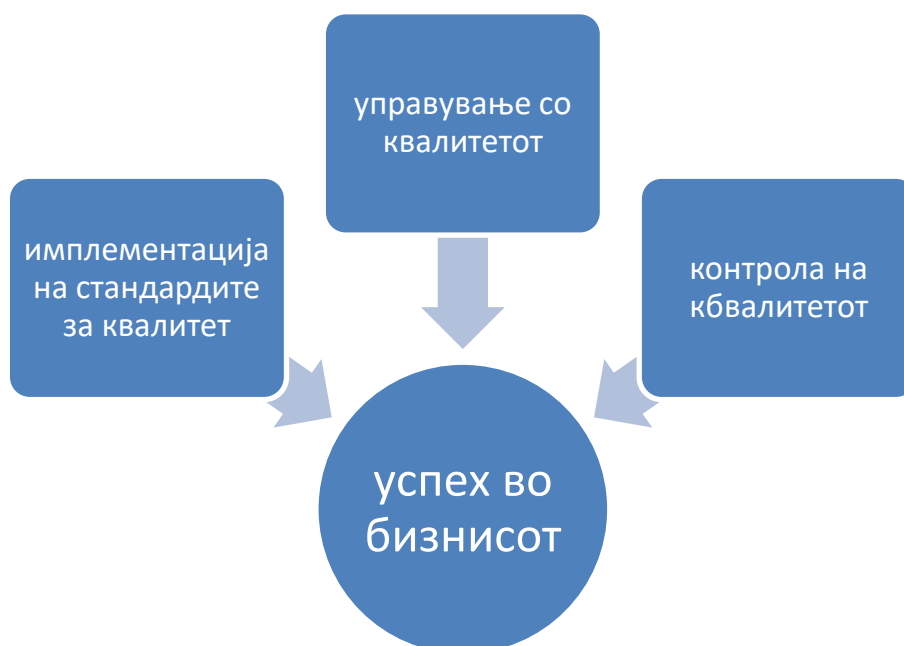 управување со
квалитетот
имплементација
на стандардите
за квалитет
контрола на
кбвалитетот
успех во
бизнисот